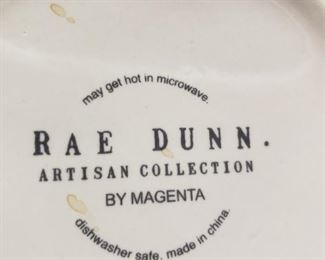 may get hot in microwave.
RAE DUNN.
ARTISAN COLLECTION
BY MAGENTA
dishwasher safe. made in china.